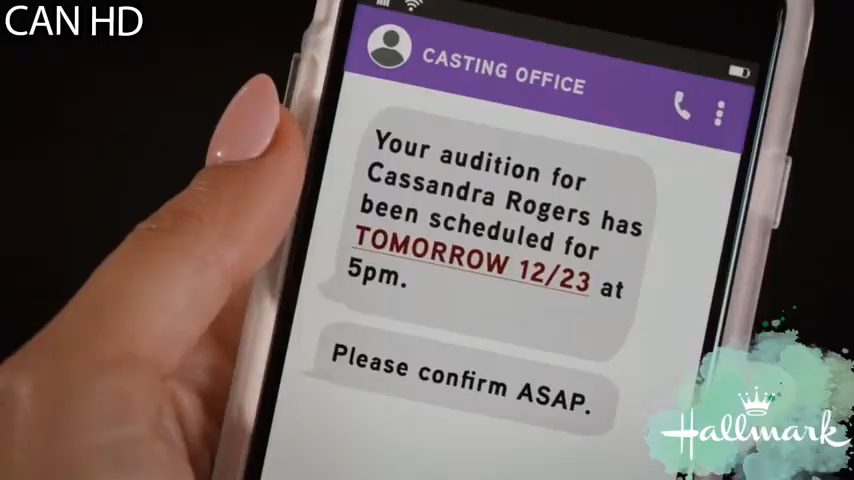 CAN HD
CASTING OFFICE
Your audition for
Cassandra Rogers has
been scheduled for
TOMORROW 12/23 at
5pm.
Please confirm ASAP.
Hallmark